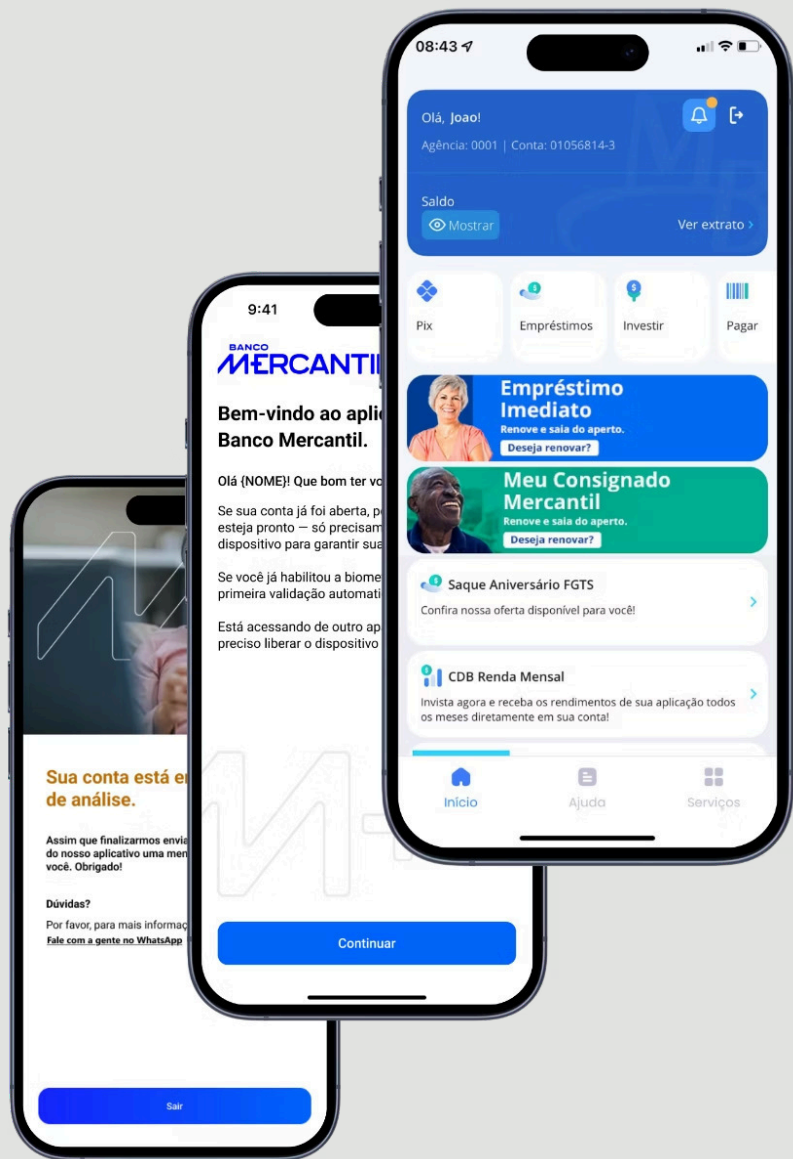 08:43
Olá, Joao!
Agência: 0001 | Conta: 01056814-3
Saldo
Mostrar
Ver extrato >
Pix
Empréstimos
Investir
Pagar
Empréstimo
Imediato
Renove e saia do aperto.
Deseja renovar?
Meu Consignado
Mercantil
Renove e saia do aperto.
Deseja renovar?
Saque Aniversário FGTS
Confira nossa oferta disponível para você!
CDB Renda Mensal
Invista agora e receba os rendimentos de sua aplicação todos
os meses diretamente em sua conta!
Início
Ajuda
Serviços
9:41
BANCO
MERCANTIL
Bem-vindo ao apli
Banco Mercantil.
Olá {NOME}! Que bom ter vo
Se sua conta já foi aberta, p
esteja pronto — só precisam
dispositivo para garantir sua
Se você já habilitou a biome
primeira validação automati
Está acessando de outro ap
preciso liberar o dispositivo
Continuar
Sua conta está e
de análise.
Assim que finalizarmos envia
do nosso aplicativo uma men
você. Obrigado!
Dúvidas?
Por favor, para mais informaç
Fale com a gente no WhatsApp
Sair